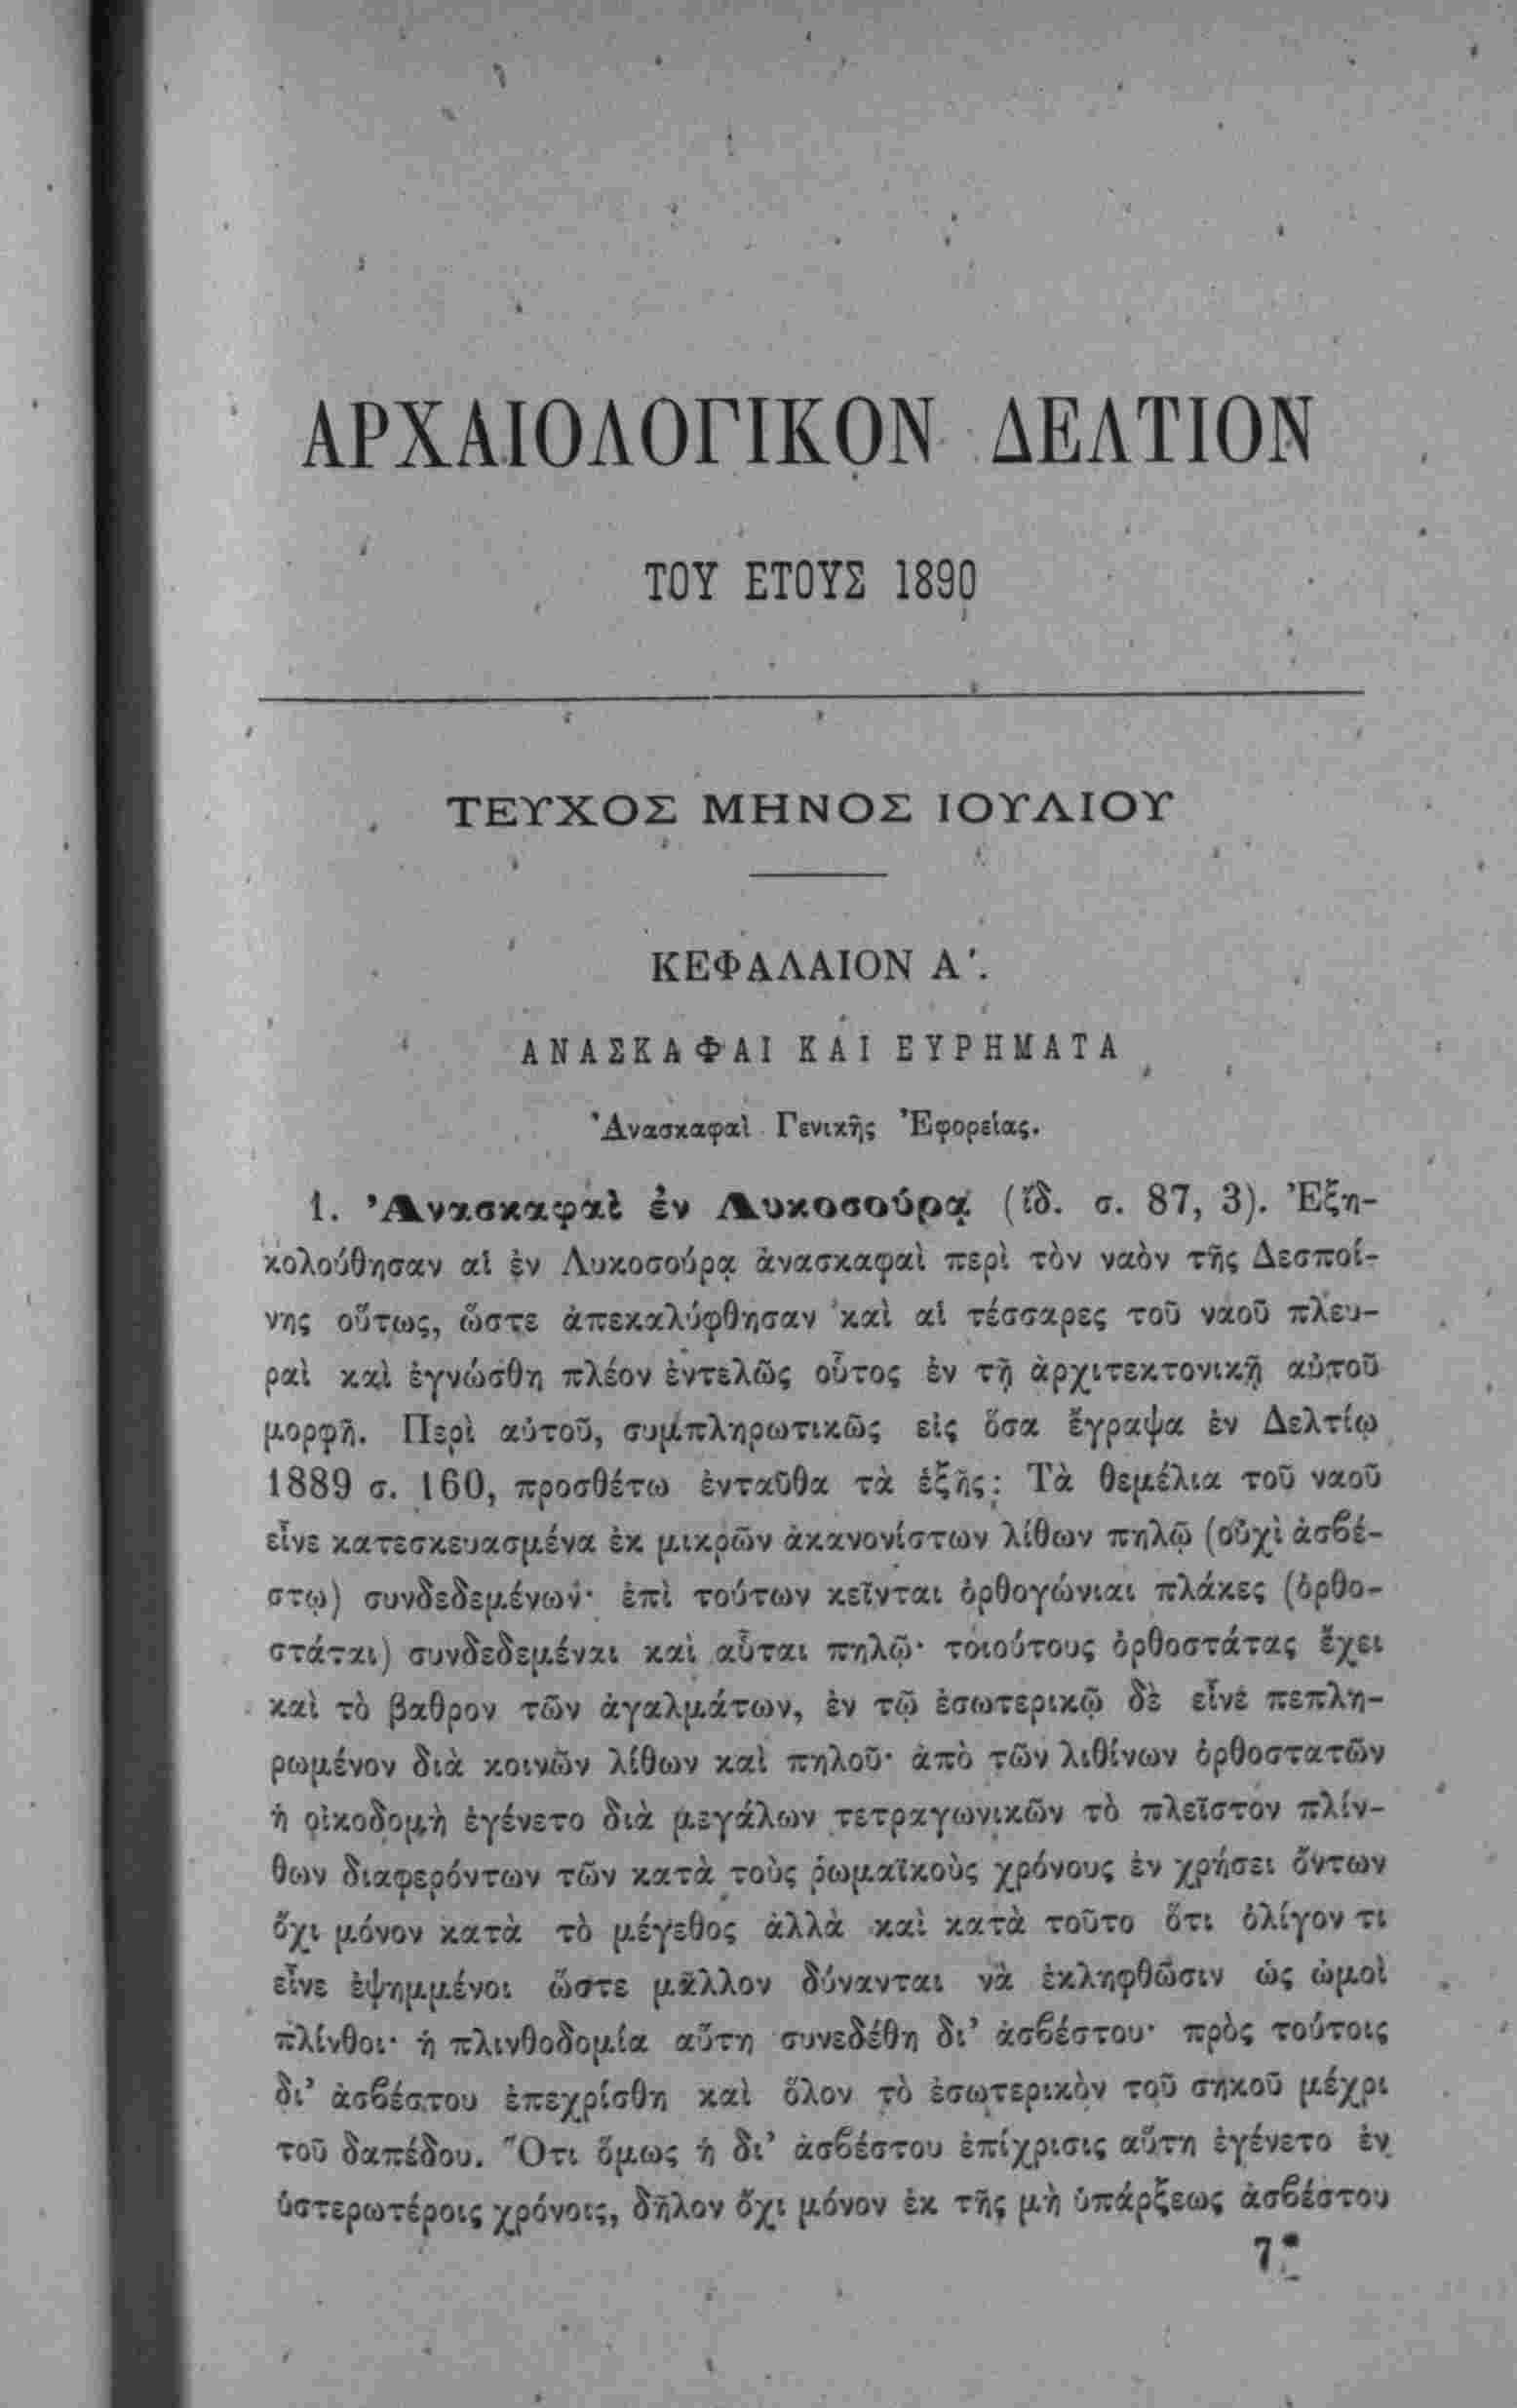 ΑΡΧΑΙΟΛΟΓΙΚΟΝ ΔΕΛΤΙΟΝ
ΤΟΥ ΕΤΟΥΣ 1890
ΤΕΥΧΟΣ ΜΗΝΟΣ ΙΟΥΛΙΟΥ
ΚΕΦΑΛΑΙΟΝ Α'.
ΑΝΑΣΚΑΦΑΙ ΚΑΙ ΕΥΡΗΜΑΤΑ
Ἀνασκαφαὶ Γενικῆς Ἐφορείας.
1. Ἀνασκαφαὶ ἐν Λυκοσούρᾳ (ἴδ. σ. 87, 3). Ἐξη-
κολούθησαν αἱ ἐν Λυκοσούρᾳ ἀνασκαφαὶ περὶ τὸν ναὸν τῆς Δεσποί-
νης οὕτως, ὥστε ἀπεκαλύφθησαν καὶ αἱ τέσσαρες τοῦ ναοῦ πλευ-
ραὶ καὶ ἐγνώσθη πλέον ἐντελῶς οὗτος ἐν τῇ ἀρχιτεκτονικῇ αὐτοῦ
μορφῇ. Περὶ αὐτοῦ, συμπληρωτικῶς εἰς ὅσα ἔγραψα ἐν Δελτίῳ
1889 σ. 160, προσθέτω ἐνταῦθα τὰ ἑξῆς: Τὰ θεμέλια τοῦ ναοῦ
εἶνε κατεσκευασμένα ἐκ μικρῶν ἀκανονίστων λίθων πηλῷ (οὐχὶ ἀσβέ-
στῳ) συνδεδεμένων· ἐπὶ τούτων κεῖνται ὀρθογώνιαι πλάκες (ὀρθο-
στάται) συνδεδεμέναι καὶ αὗται πηλῷ· τοιούτους ὀρθοστάτας ἔχει
καὶ τὸ βαθρον τῶν ἀγαλμάτων, ἐν τῷ ἐσωτερικῷ δὲ εἶνε πεπλη-
ρωμένον διὰ κοινῶν λίθων καὶ πηλοῦ· ἀπὸ τῶν λιθίνων ὀρθοστατῶν
ἡ οἰκοδομὴ ἐγένετο διὰ μεγάλων τετραγωνικῶν τὸ πλεῖστον πλίν-
θων διαφερόντων τῶν κατὰ τοὺς ῥωμαϊκοὺς χρόνους ἐν χρήσει ὄντων
ὄχι μόνον κατὰ τὸ μέγεθος ἀλλὰ καὶ κατὰ τοῦτο ὅτι ὀλίγον τι
εἶνε ἐψημμένοι ὥστε μᾶλλον δύνανται νὰ ἐκληφθῶσιν ὡς ὠμοὶ
πλίνθοι· ἡ πλινθοδομία αὕτη συνεδέθη δι' ἀσβέστου· πρὸς τούτοις
δι' ἀσβέστου ἐπεχρίσθη καὶ ὅλον τὸ ἐσωτερικὸν τοῦ σηκοῦ μέχρι
τοῦ δαπέδου. Ὅτι ὅμως ἡ δι' ἀσβέστου ἐπίχρισις αὕτη ἐγένετο ἐν
ὑστερωτέροις χρόνοις, δῆλον ὄχι μόνον ἐκ τῆς μὴ ὑπάρξεως ἀσβέστου
7*